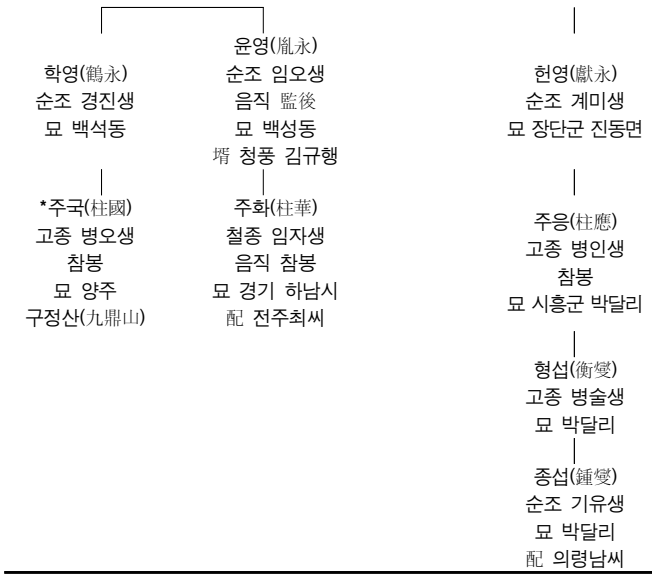 학영(鶴永)
순조 경진생
묘 백석동
*주국(柱國)
고종 병오생
참봉
묘 양주
구정산(九鼎山)
윤영(胤永)
순조 임오생
음직 監後
묘 백성동
壻 청풍 김규행
주화(柱華)
철종 임자생
음직 참봉
묘 경기 하남시
配 전주최씨
헌영(獻永)
순조 계미생
묘 장단군 진동면
주응(柱應)
고종 병인생
참봉
묘 시흥군 박달리
형섭(衡燮)
고종 병술생
묘 박달리
종섭(鍾燮)
순조 기유생
묘 박달리
配 의령남씨